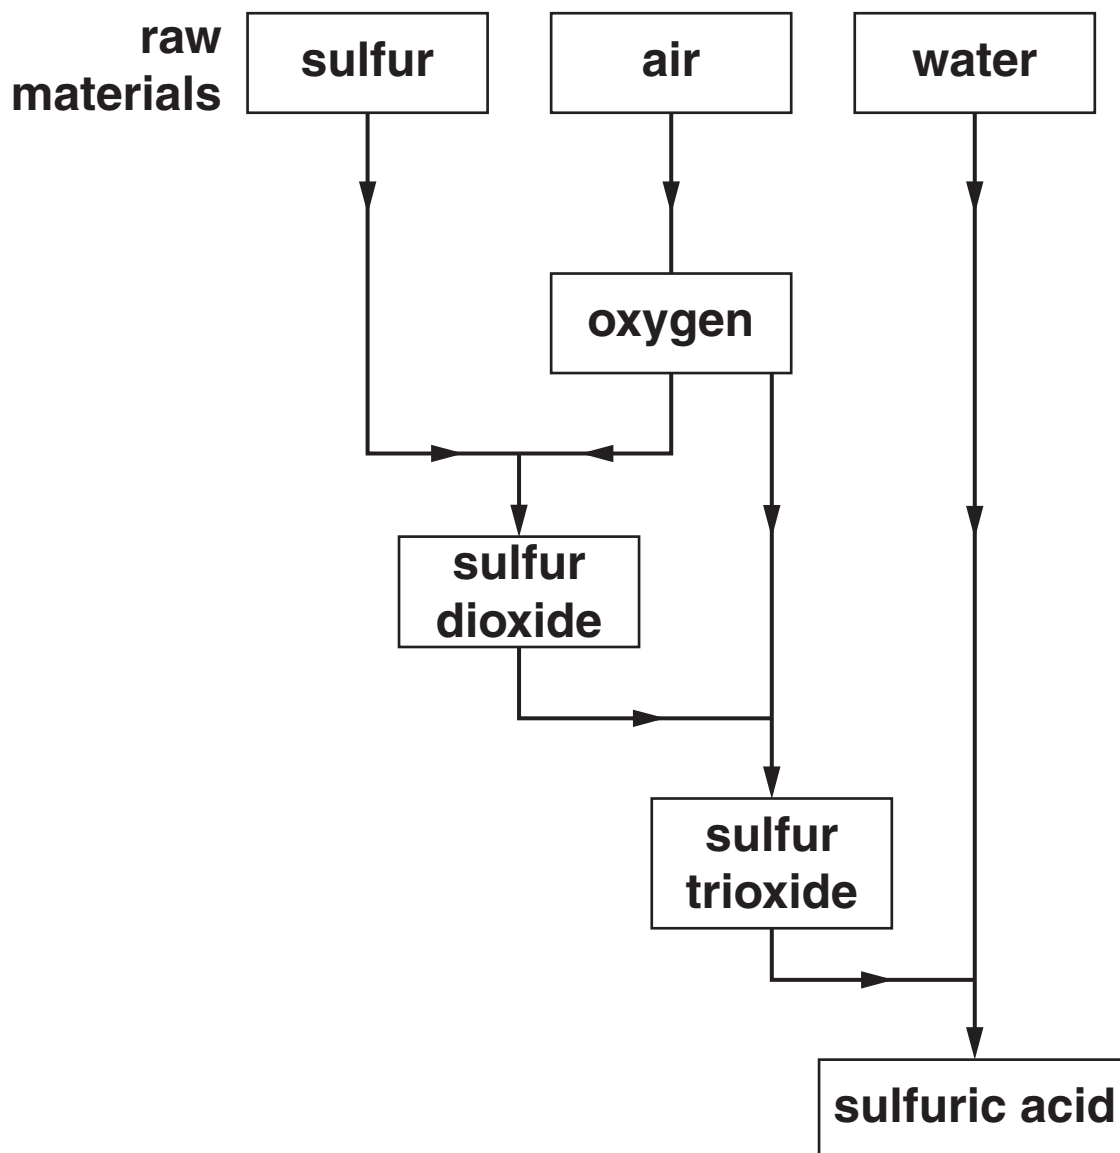 raw
materials
sulfur
air
water
oxygen
sulfur
dioxide
sulfur
trioxide
sulfuric acid